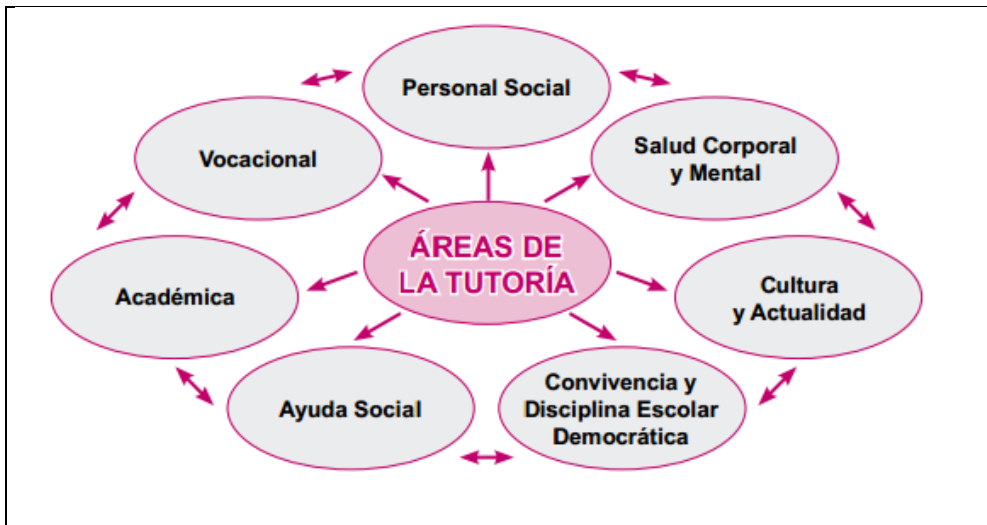 Personal Social
Vocacional
Salud Corporal
y Mental
ÁREAS DE
LA TUTORÍA
Académica
Cultura
y Actualidad
Ayuda Social
Convivencia y
Disciplina Escolar
Democrática